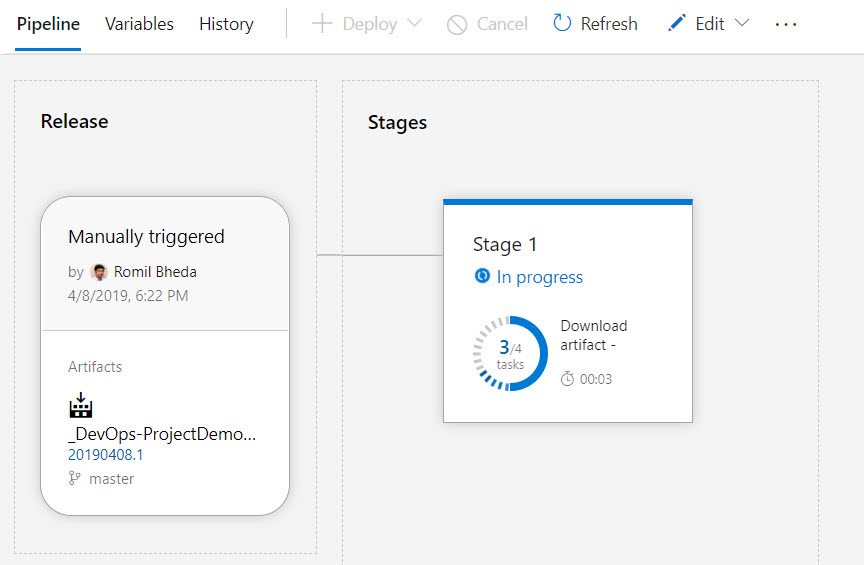 Pipeline Variables History Deploy Cancel Refresh Edit ...
Release
Stages
Manually triggered
by Romil Bheda
4/8/2019, 6:22 PM
Artifacts
_DevOps-ProjectDemo...
20190408.1
master
Stage 1
In progress
3/4
tasks
Download
artifact -
00:03